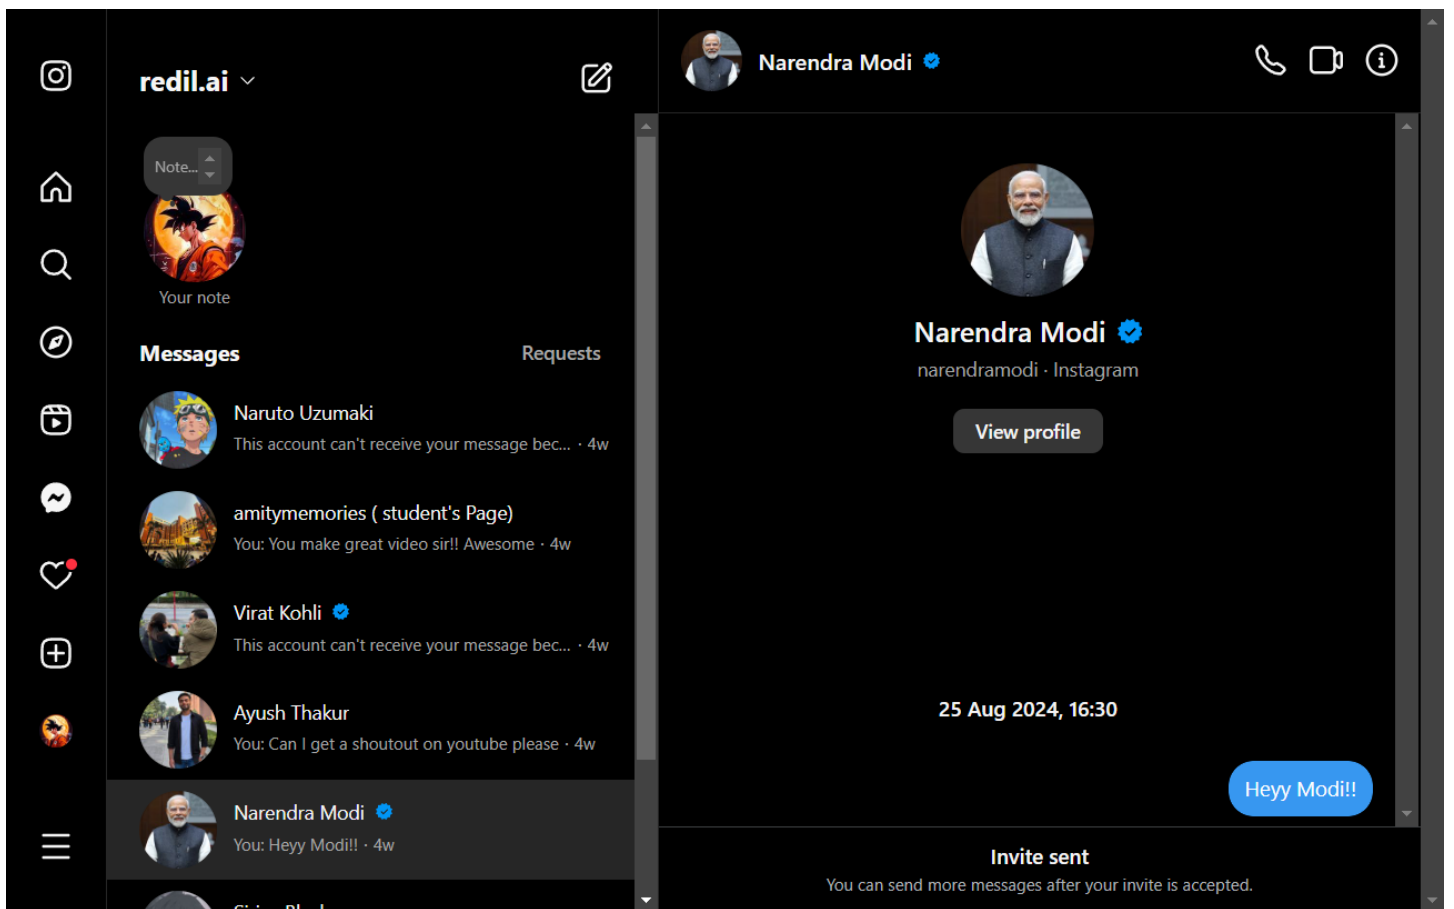 redil.ai
Note...
Your note
Messages
Requests
Naruto Uzumaki
This account can't receive your message bec... · 4w
amitymemories ( student's Page)
You: You make great video sir!! Awesome · 4w
Virat Kohli
This account can't receive your message bec... · 4w
Ayush Thakur
You: Can I get a shoutout on youtube please · 4w
Narendra Modi
You: Heyy Modi!! · 4w
Narendra Modi
Narendra Modi
narendramodi · Instagram
View profile
25 Aug 2024, 16:30
Heyy Modi!!
Invite sent
You can send more messages after your invite is accepted.